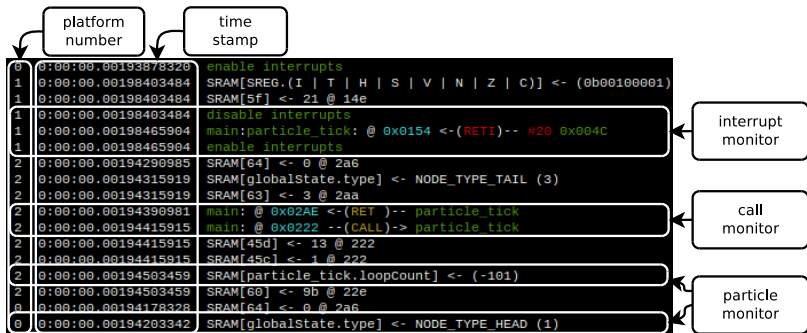 platform
number
time
stamp
0 0:00:00.00193878320 enable interrupts
1 0:00:00.00198403484 SRAM[SREG.(I | T | H | S | V | N | Z | C)] <- (0b00100001)
1 0:00:00.00198403484 SRAM[5f] <- 21 @ 14e
1 0:00:00.00198403484 disable interrupts
1 0:00:00.00198465904 main:particle_tick: @ 0x0154 <-(RETI)-- #20 0x004C
1 0:00:00.00198465904 enable interrupts
2 0:00:00.00194290985 SRAM[64] <- 0 @ 2a6
2 0:00:00.00194315919 SRAM[globalState.type] <- NODE_TYPE_TAIL (3)
2 0:00:00.00194315919 SRAM[63] <- 3 @ 2aa
2 0:00:00.00194390981 main: @ 0x02AE <-(RET )-- particle_tick
2 0:00:00.00194415915 main: @ 0x0222 --(CALL)-> particle_tick
2 0:00:00.00194415915 SRAM[45d] <- 13 @ 222
2 0:00:00.00194415915 SRAM[45c] <- 1 @ 222
2 0:00:00.00194503459 SRAM[particle_tick.loopCount] <- (-101)
2 0:00:00.00194503459 SRAM[60] <- 9b @ 22e
0 0:00:00.00194178328 SRAM[64] <- 0 @ 2a6
0 0:00:00.00194203342 SRAM[globalState.type] <- NODE_TYPE_HEAD (1)
interrupt
monitor
call
monitor
particle
monitor